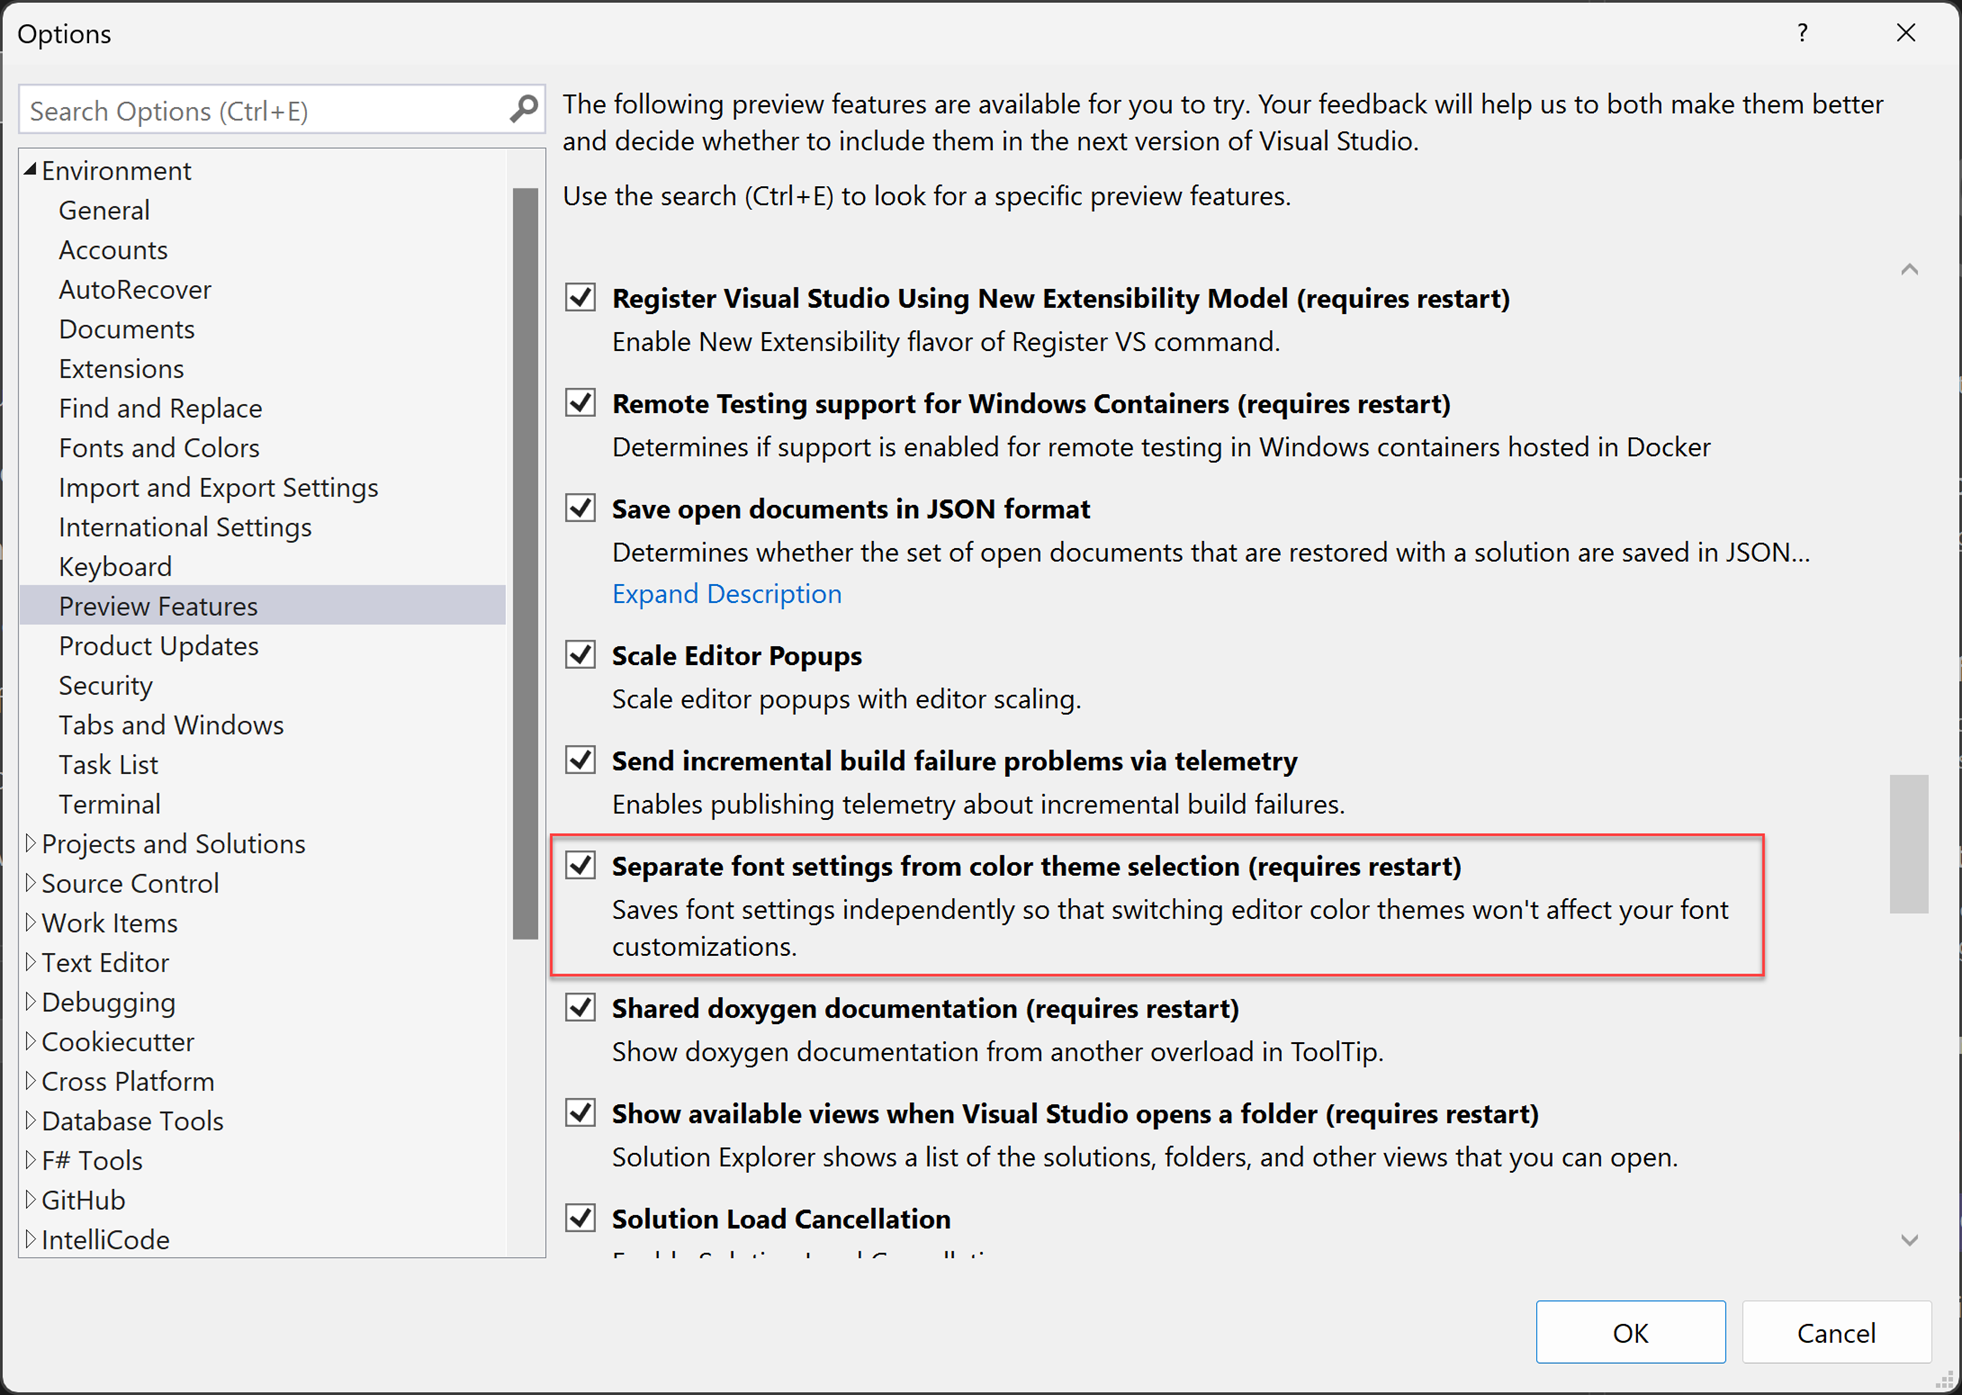 Options
?
Search Options (Ctrl+E)
Environment
General
Accounts
AutoRecover
Documents
Extensions
Find and Replace
Fonts and Colors
Import and Export Settings
International Settings
Keyboard
Preview Features
Product Updates
Security
Tabs and Windows
Task List
Terminal
Projects and Solutions
Source Control
Work Items
Text Editor
Debugging
Cookiecutter
Cross Platform
Database Tools
F# Tools
GitHub
IntelliCode
The following preview features are available for you to try. Your feedback will help us to both make them better
and decide whether to include them in the next version of Visual Studio.
Use the search (Ctrl+E) to look for a specific preview features.
Register Visual Studio Using New Extensibility Model (requires restart)
Enable New Extensibility flavor of Register VS command.
Remote Testing support for Windows Containers (requires restart)
Determines if support is enabled for remote testing in Windows containers hosted in Docker
Save open documents in JSON format
Determines whether the set of open documents that are restored with a solution are saved in JSON...
Expand Description
Scale Editor Popups
Scale editor popups with editor scaling.
Send incremental build failure problems via telemetry
Enables publishing telemetry about incremental build failures.
Separate font settings from color theme selection (requires restart)
Saves font settings independently so that switching editor color themes won't affect your font
customizations.
Shared doxygen documentation (requires restart)
Show doxygen documentation from another overload in ToolTip.
Show available views when Visual Studio opens a folder (requires restart)
Solution Explorer shows a list of the solutions, folders, and other views that you can open.
Solution Load Cancellation
OK
Cancel